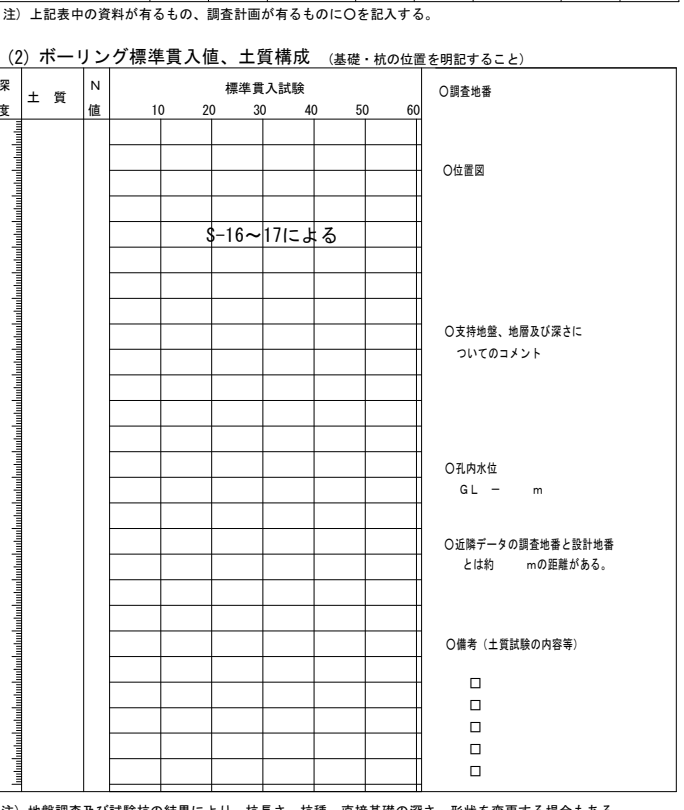 注）上記表中の資料が有るもの、調査計画が有るものに〇を記入する。
(2) ボーリング標準貫入値、土質構成 （基礎・杭の位置を明記すること）
深度
土 質
N値
標準貫入試験
10 20 30 40 50 60
S-16～17による
〇調査地番
〇位置図
〇支持地盤、地層及び深さに
ついてのコメント
〇孔内水位
ＧＬ － ｍ
〇近隣データの調査地番と設計地番
とは約 ｍの距離がある。
〇備考（土質試験の内容等）
□
□
□
□
□
注）地盤調査及び試験杭の結果により、杭長さ、杭種、直接基礎の深さ、形状を変更する場合もある